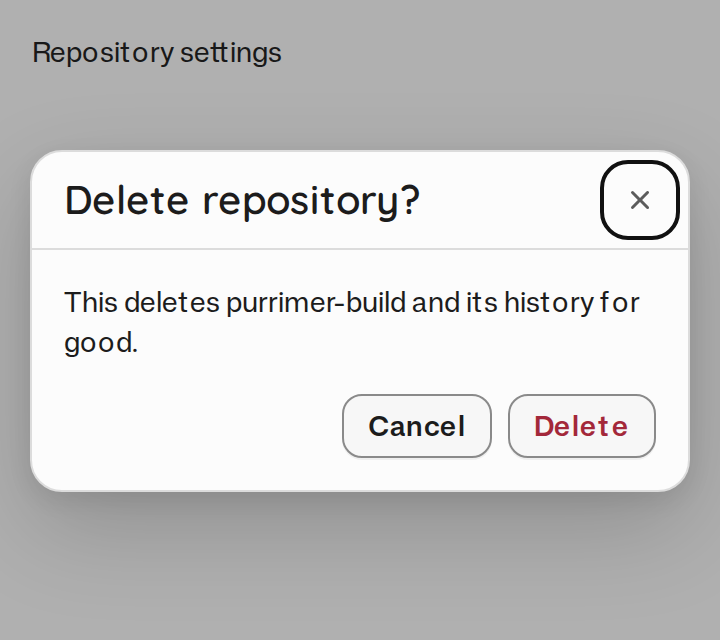 Repository settings
Delete repository?
This deletes purrimer-build and its history for
good.
Cancel
Delete